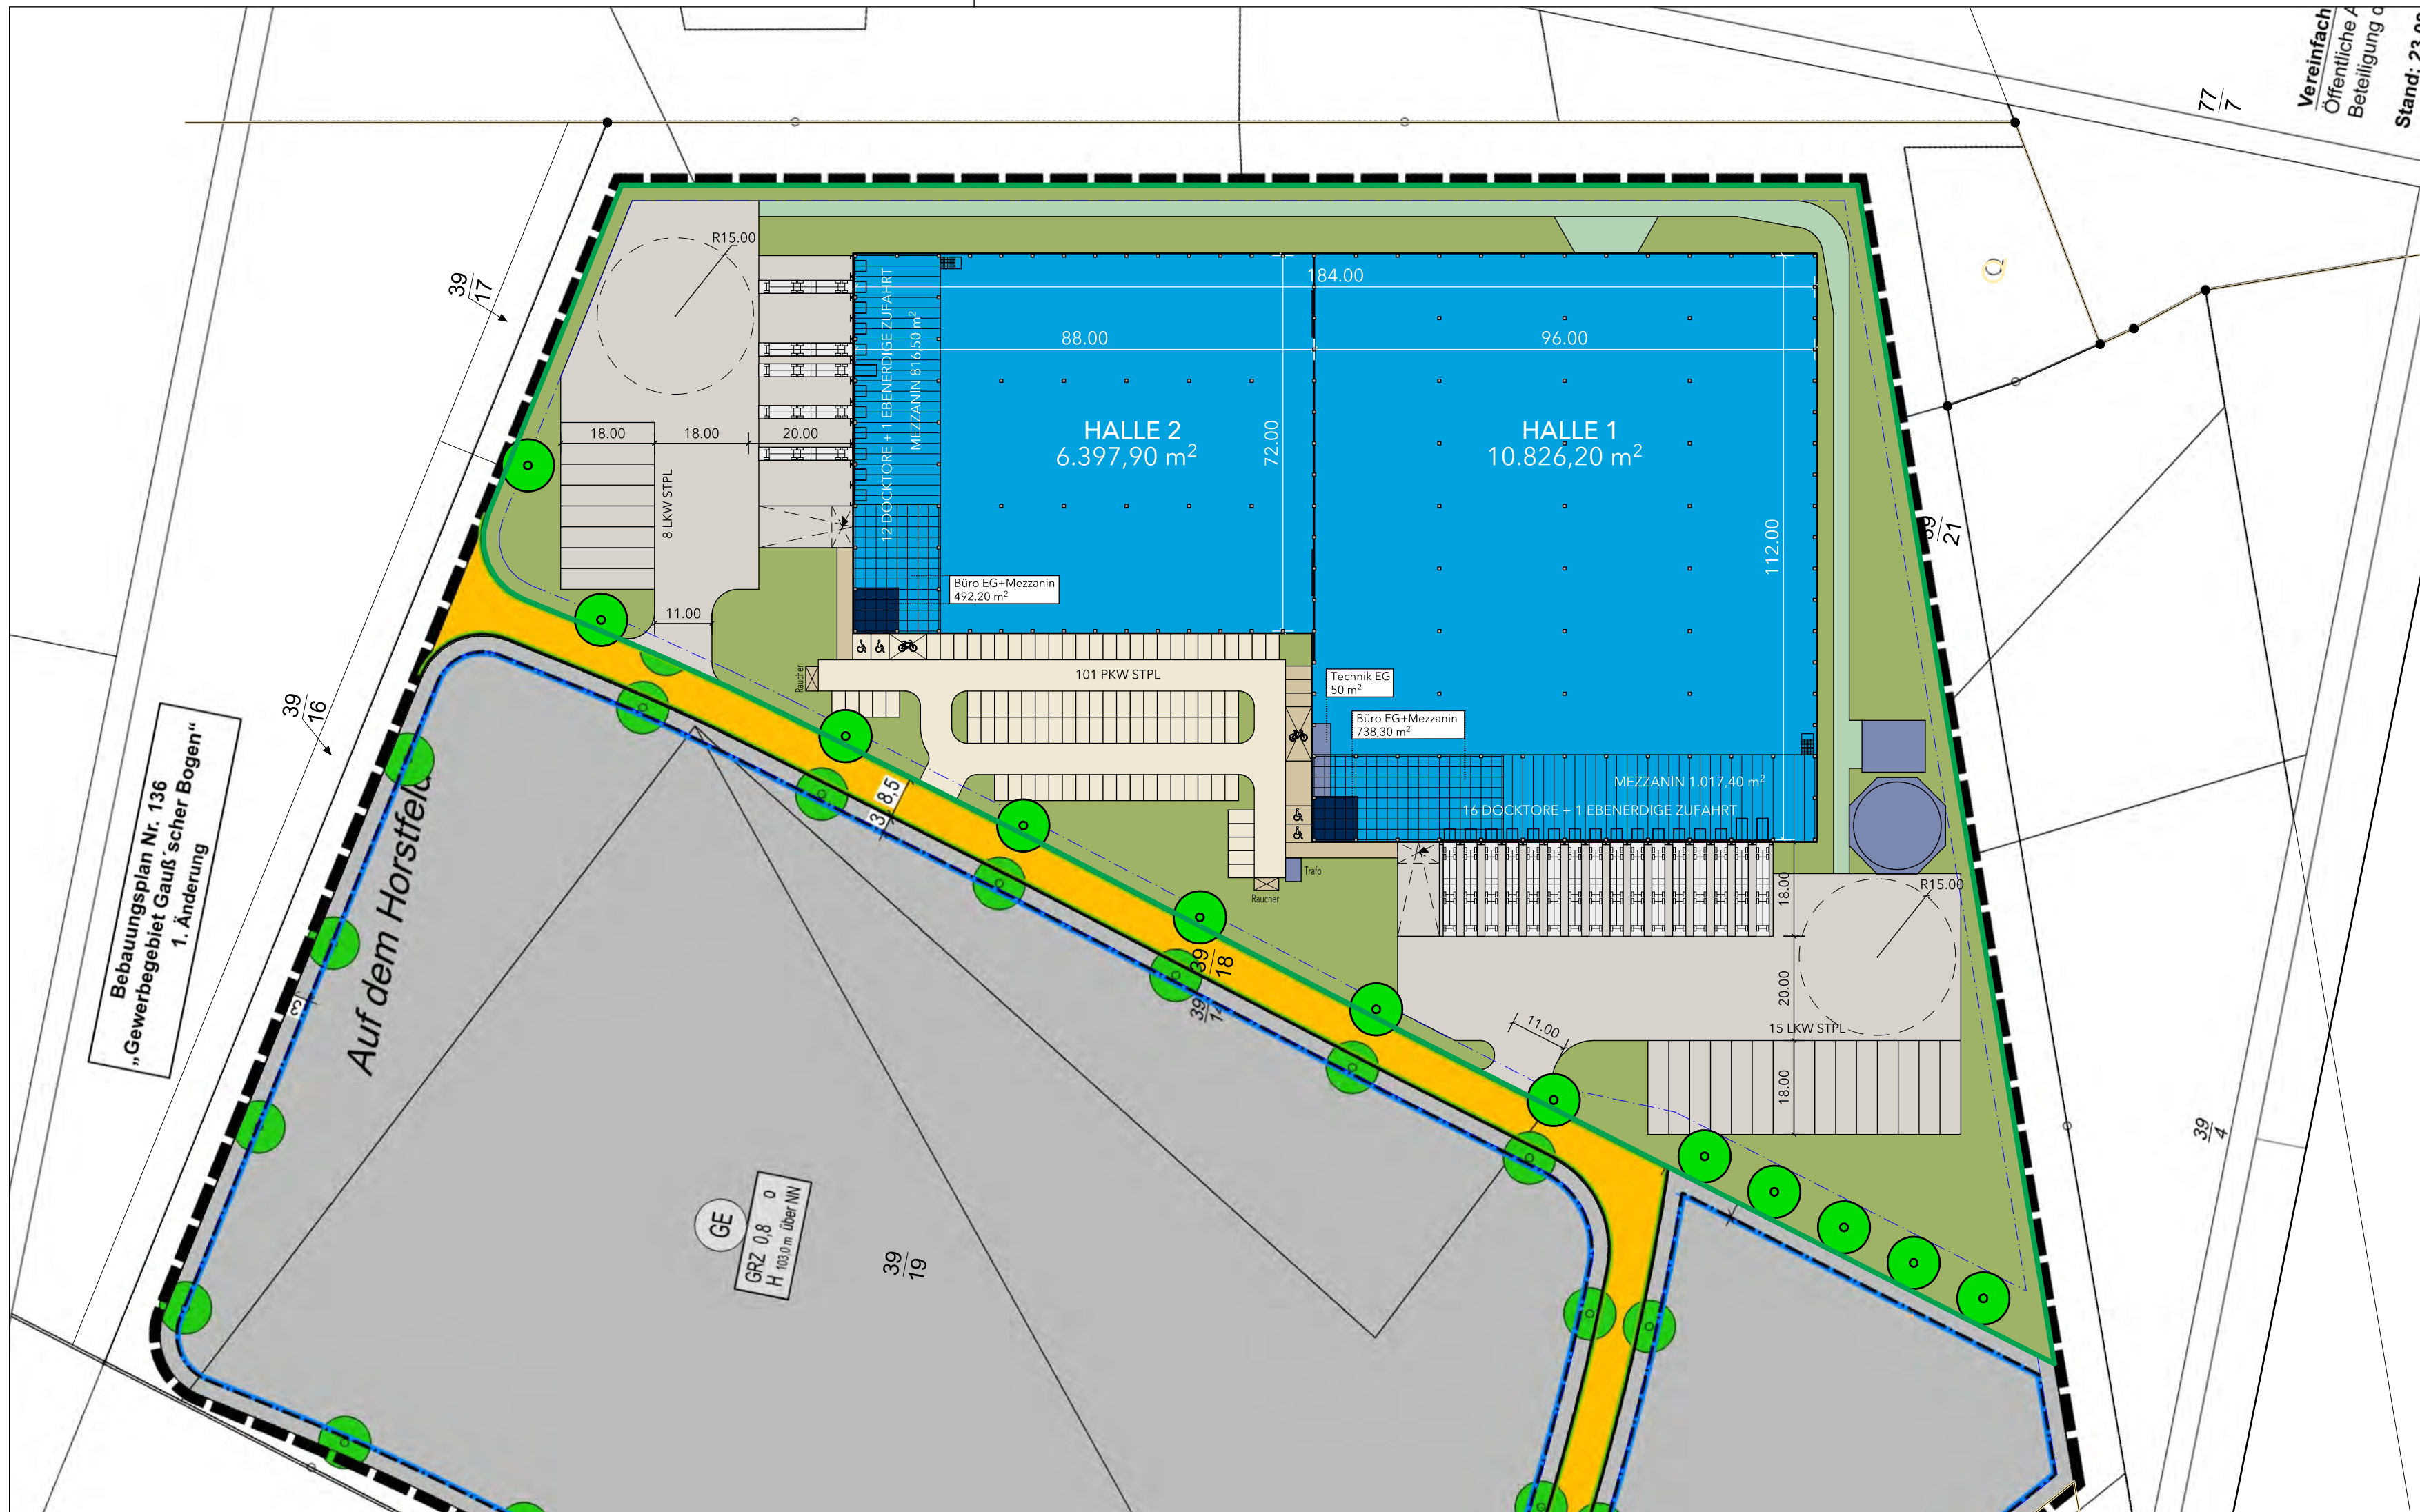 Vereinfach
Öffentliche A
Beteiligung d
Stand: 23.09
77
7
39
17
R15.00
184.00
88.00
96.00
12 DOCKTORE + 1 EBENERDIGE ZUFAHRT
MEZZANIN 816,50 m²
HALLE 2
6.397,90 m²
72.00
HALLE 1
10.826,20 m²
112.00
18.00
18.00
20.00
8 LKW STPL
39
21
Büro EG+Mezzanin
492,20 m²
11.00
Raucher
101 PKW STPL
Technik EG
50 m²
Büro EG+Mezzanin
738,30 m²
MEZZANIN 1.017,40 m²
16 DOCKTORE + 1 EBENERDIGE ZUFAHRT
39
16
Bebauungsplan Nr. 136
„Gewerbegebiet Gauß´scher Bogen“
1. Änderung
Auf dem Horstfeld
3
8,5
3
Trafo
Raucher
18.00
R15.00
39
18
39
14
20.00
11.00
15 LKW STPL
18.00
39
4
GE
GRZ 0,8 o
H 103,0 m über NN
39
19